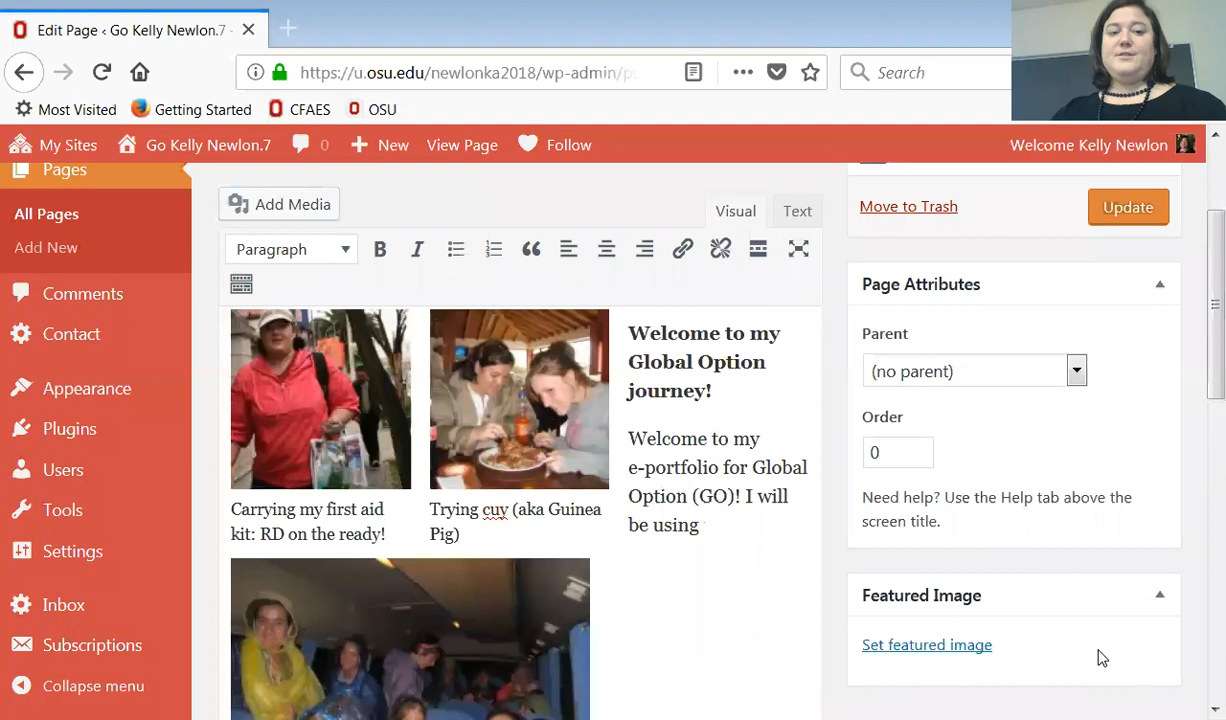 Edit Page ‹ Go Kelly Newlon.7 -
https://u.osu.edu/newlonka2018/wp-admin/
Search
Most Visited
Getting Started
CFAES
OSU
My Sites
Go Kelly Newlon.7
0
New
View Page
Follow
Welcome Kelly Newlon
Pages
All Pages
Add New
Comments
Contact
Appearance
Plugins
Users
Tools
Settings
Inbox
Subscriptions
Collapse menu
Add Media
Visual
Text
Paragraph
B
I
Carrying my first aid
kit: RD on the ready!
Trying cuy (aka Guinea
Pig)
Welcome to my
Global Option
journey!
Welcome to my
e-portfolio for Global
Option (GO)! I will
be using
Move to Trash
Update
Page Attributes
Parent
(no parent)
Order
0
Need help? Use the Help tab above the
screen title.
Featured Image
Set featured image